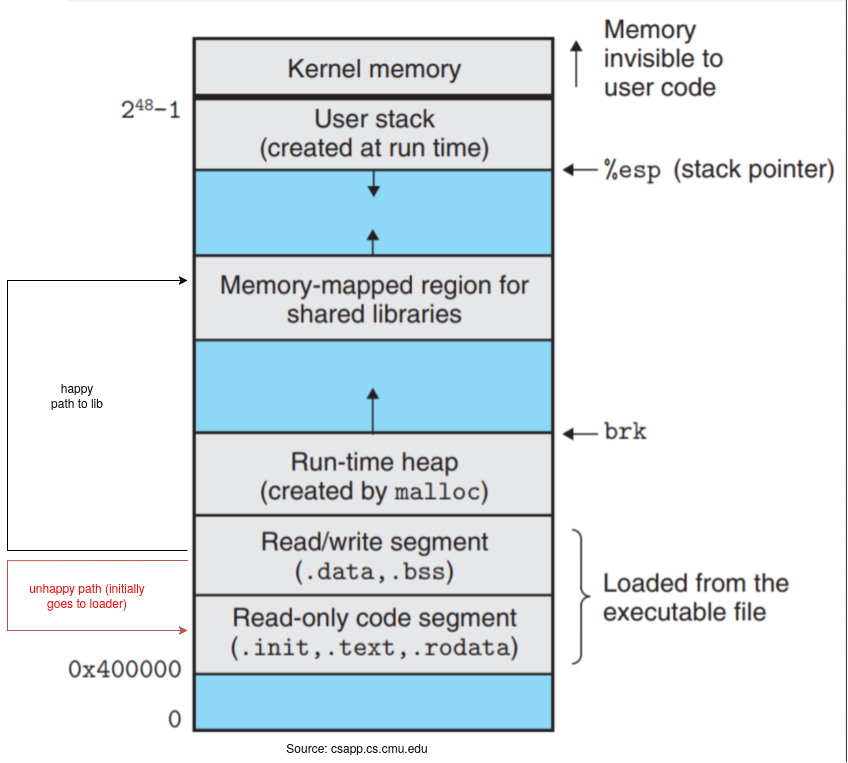 Memory
invisible to
user code
Kernel memory
2⁴⁸−1
User stack
(created at run time)
%esp (stack pointer)
Memory-mapped region for
shared libraries
happy
path to lib
brk
Run-time heap
(created by malloc)
Read/write segment
(.data,.bss)
unhappy path (initially
goes to loader)
Loaded from the
executable file
Read-only code segment
(.init,.text,.rodata)
0x400000
0
Source: csapp.cs.cmu.edu